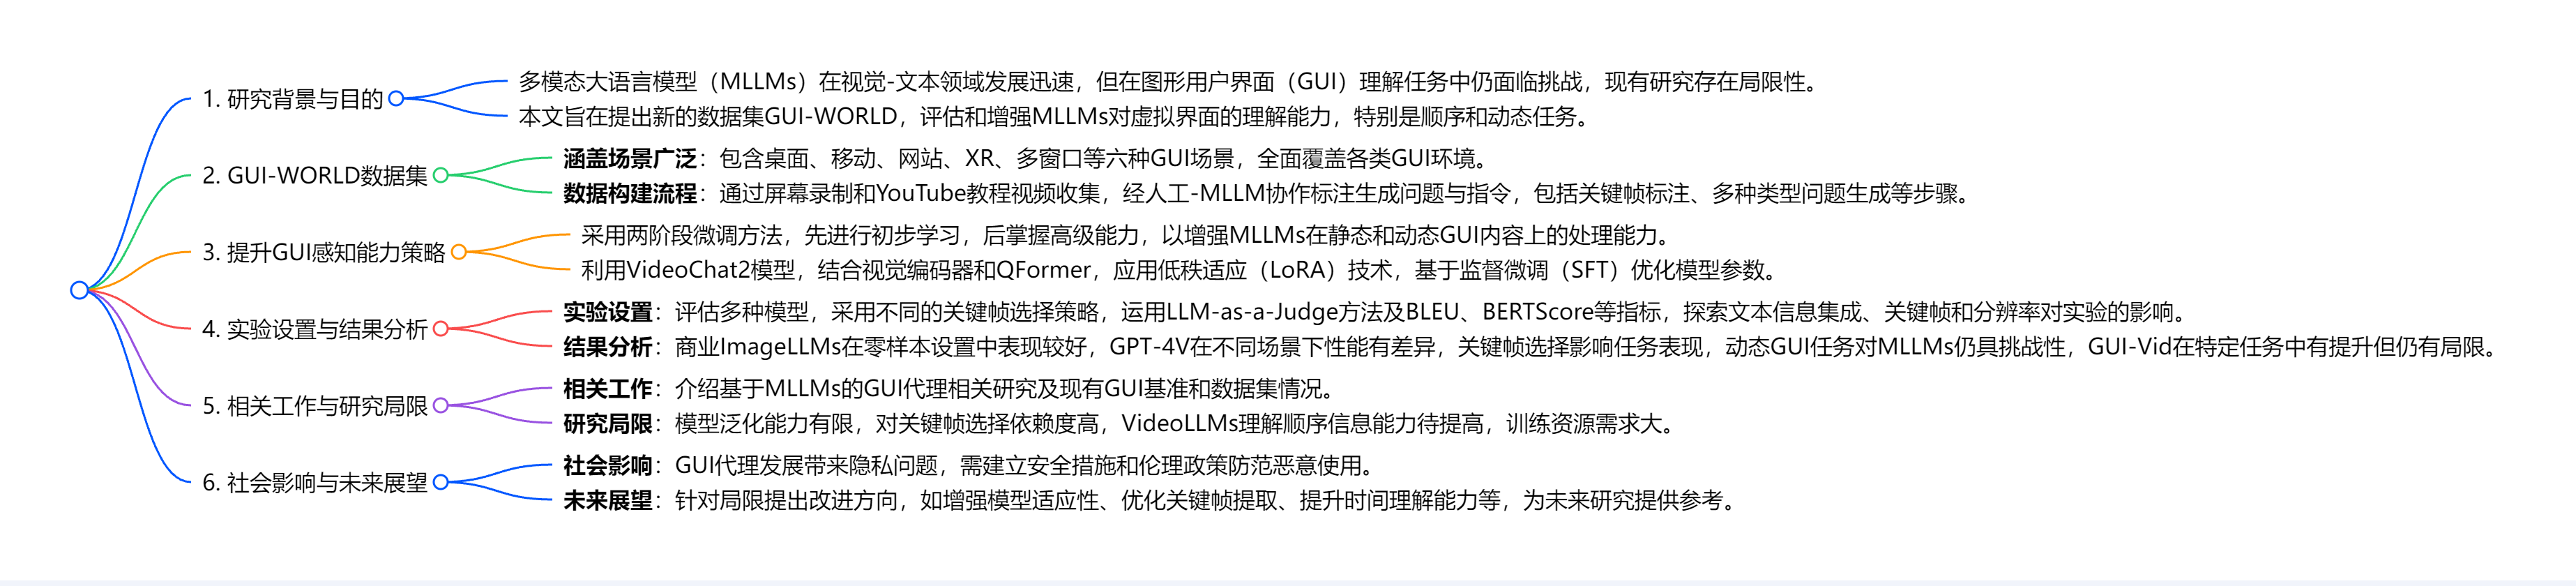 1. 研究背景与目的
多模态大语言模型（MLLMs）在视觉-文本领域发展迅速，但在图形用户界面（GUI）理解任务中仍面临挑战，现有研究存在局限性。
本文旨在提出新的数据集GUI-WORLD，评估和增强MLLMs对虚拟界面的理解能力，特别是顺序和动态任务。
2. GUI-WORLD数据集
涵盖场景广泛：包含桌面、移动、网站、XR、多窗口等六种GUI场景，全面覆盖各类GUI环境。
数据构建流程：通过屏幕录制和YouTube教程视频收集，经人工-MLLM协作标注生成问题与指令，包括关键帧标注、多种类型问题生成等步骤。
3. 提升GUI感知能力策略
采用两阶段微调方法，先进行初步学习，后掌握高级能力，以增强MLLMs在静态和动态GUI内容上的处理能力。
利用VideoChat2模型，结合视觉编码器和QFormer，应用低秩适应（LoRA）技术，基于监督微调（SFT）优化模型参数。
4. 实验设置与结果分析
实验设置：评估多种模型，采用不同的关键帧选择策略，运用LLM-as-a-Judge方法及BLEU、BERTScore等指标，探索文本信息集成、关键帧和分辨率对实验的影响。
结果分析：商业ImageLLMs在零样本设置中表现较好，GPT-4V在不同场景下性能有差异，关键帧选择影响任务表现，动态GUI任务对MLLMs仍具挑战性，GUI-Vid在特定任务中有提升但仍有局限。
5. 相关工作与研究局限
相关工作：介绍基于MLLMs的GUI代理相关研究及现有GUI基准和数据集情况。
研究局限：模型泛化能力有限，对关键帧选择依赖度高，VideoLLMs理解顺序信息能力待提高，训练资源需求大。
6. 社会影响与未来展望
社会影响：GUI代理发展带来隐私问题，需建立安全措施和伦理政策防范恶意使用。
未来展望：针对局限提出改进方向，如增强模型适应性、优化关键帧提取、提升时间理解能力等，为未来研究提供参考。